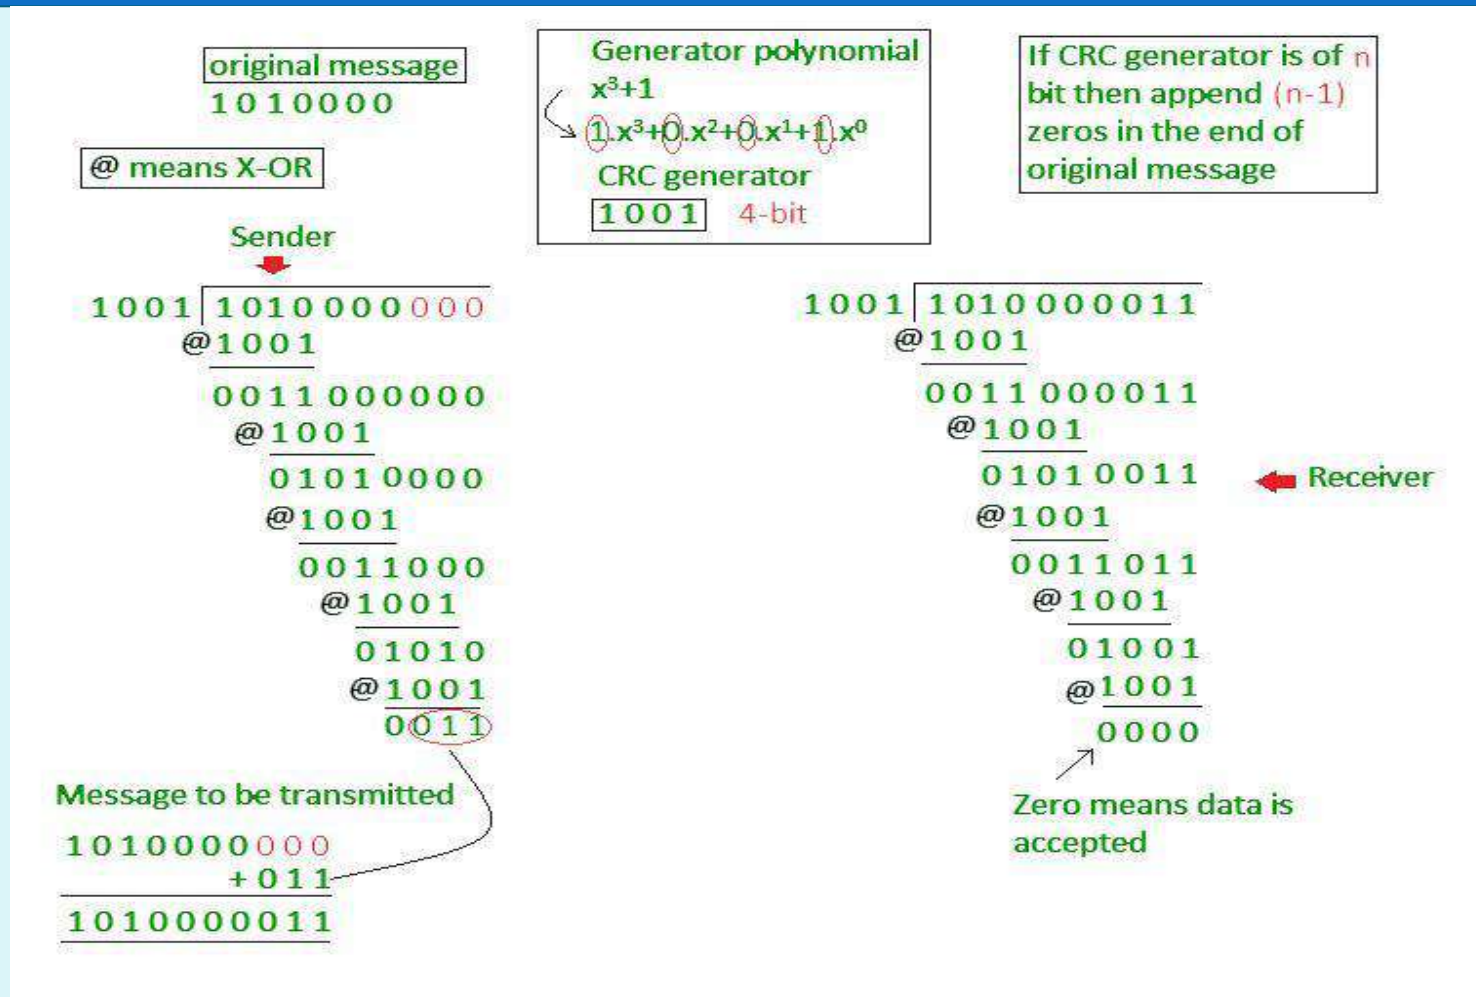 original message
1010000
@ means X-OR
Generator polynomial
x³+1
1.x³+0.x²+0.x¹+1.x⁰
CRC generator
1001 4-bit
If CRC generator is of n
bit then append (n-1)
zeros in the end of
original message
Sender
1001 1010000000
@1001
0011000000
@1001
01010000
@1001
0011000
@1001
01010
@1001
0011
Message to be transmitted
1010000000
+011
1010000011
1001 1010000011
@1001
0011000011
@1001
01010011
@1001
0011011
@1001
01001
@1001
0000
Receiver
Zero means data is
accepted